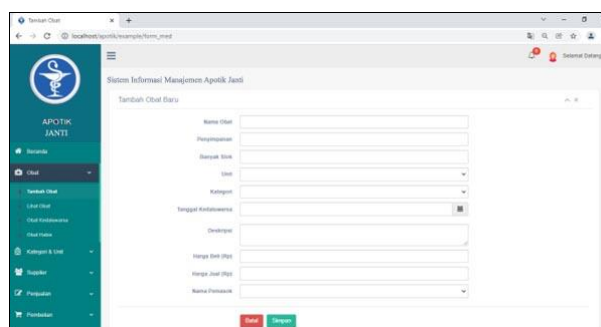 Tambah Obat
localhost/apotik/example/form_med
Selamat Datang
APOTIK
JANTI
Beranda
Obat
Tambah Obat
Lihat Obat
Obat Kedaluwarsa
Obat Habis
Kategori & Unit
Supplier
Penjualan
Pembelian
Sistem Informasi Manajemen Apotik Janti
Tambah Obat Baru
Nama Obat
Penyimpanan
Banyak Stok
Unit
Kategori
Tanggal Kedaluwarsa
Deskripsi
Harga Beli (Rp)
Harga Jual (Rp)
Nama Pemasok
Batal
Simpan